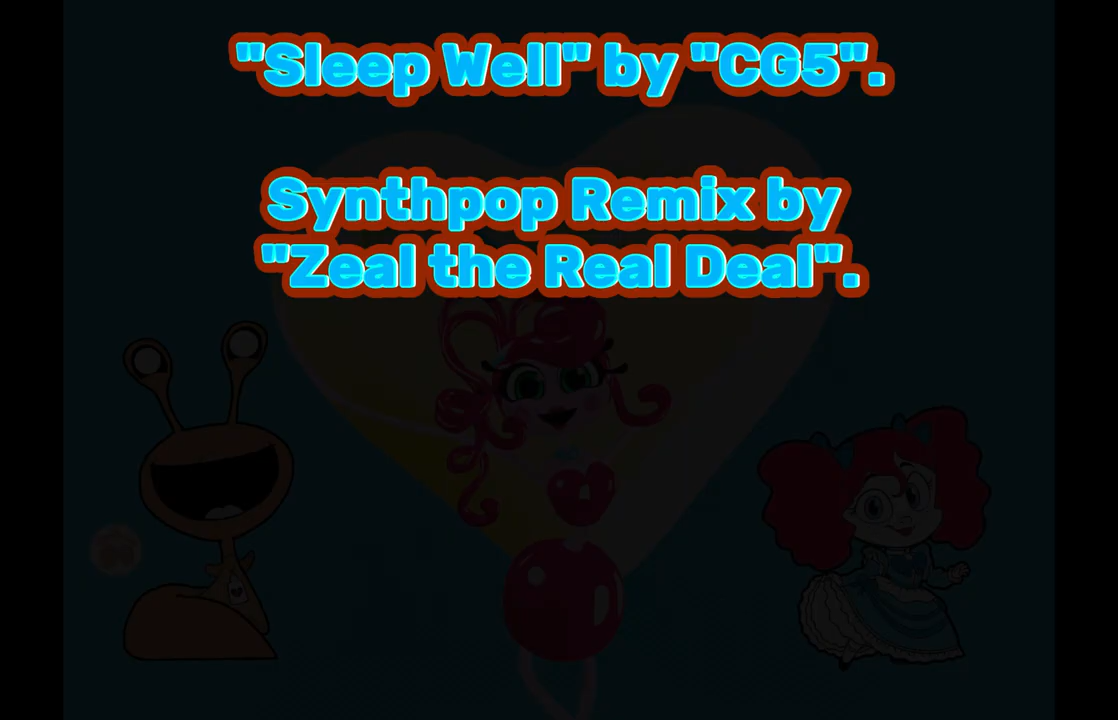 "Sleep Well" by "CG5".
Synthpop Remix by
"Zeal the Real Deal".